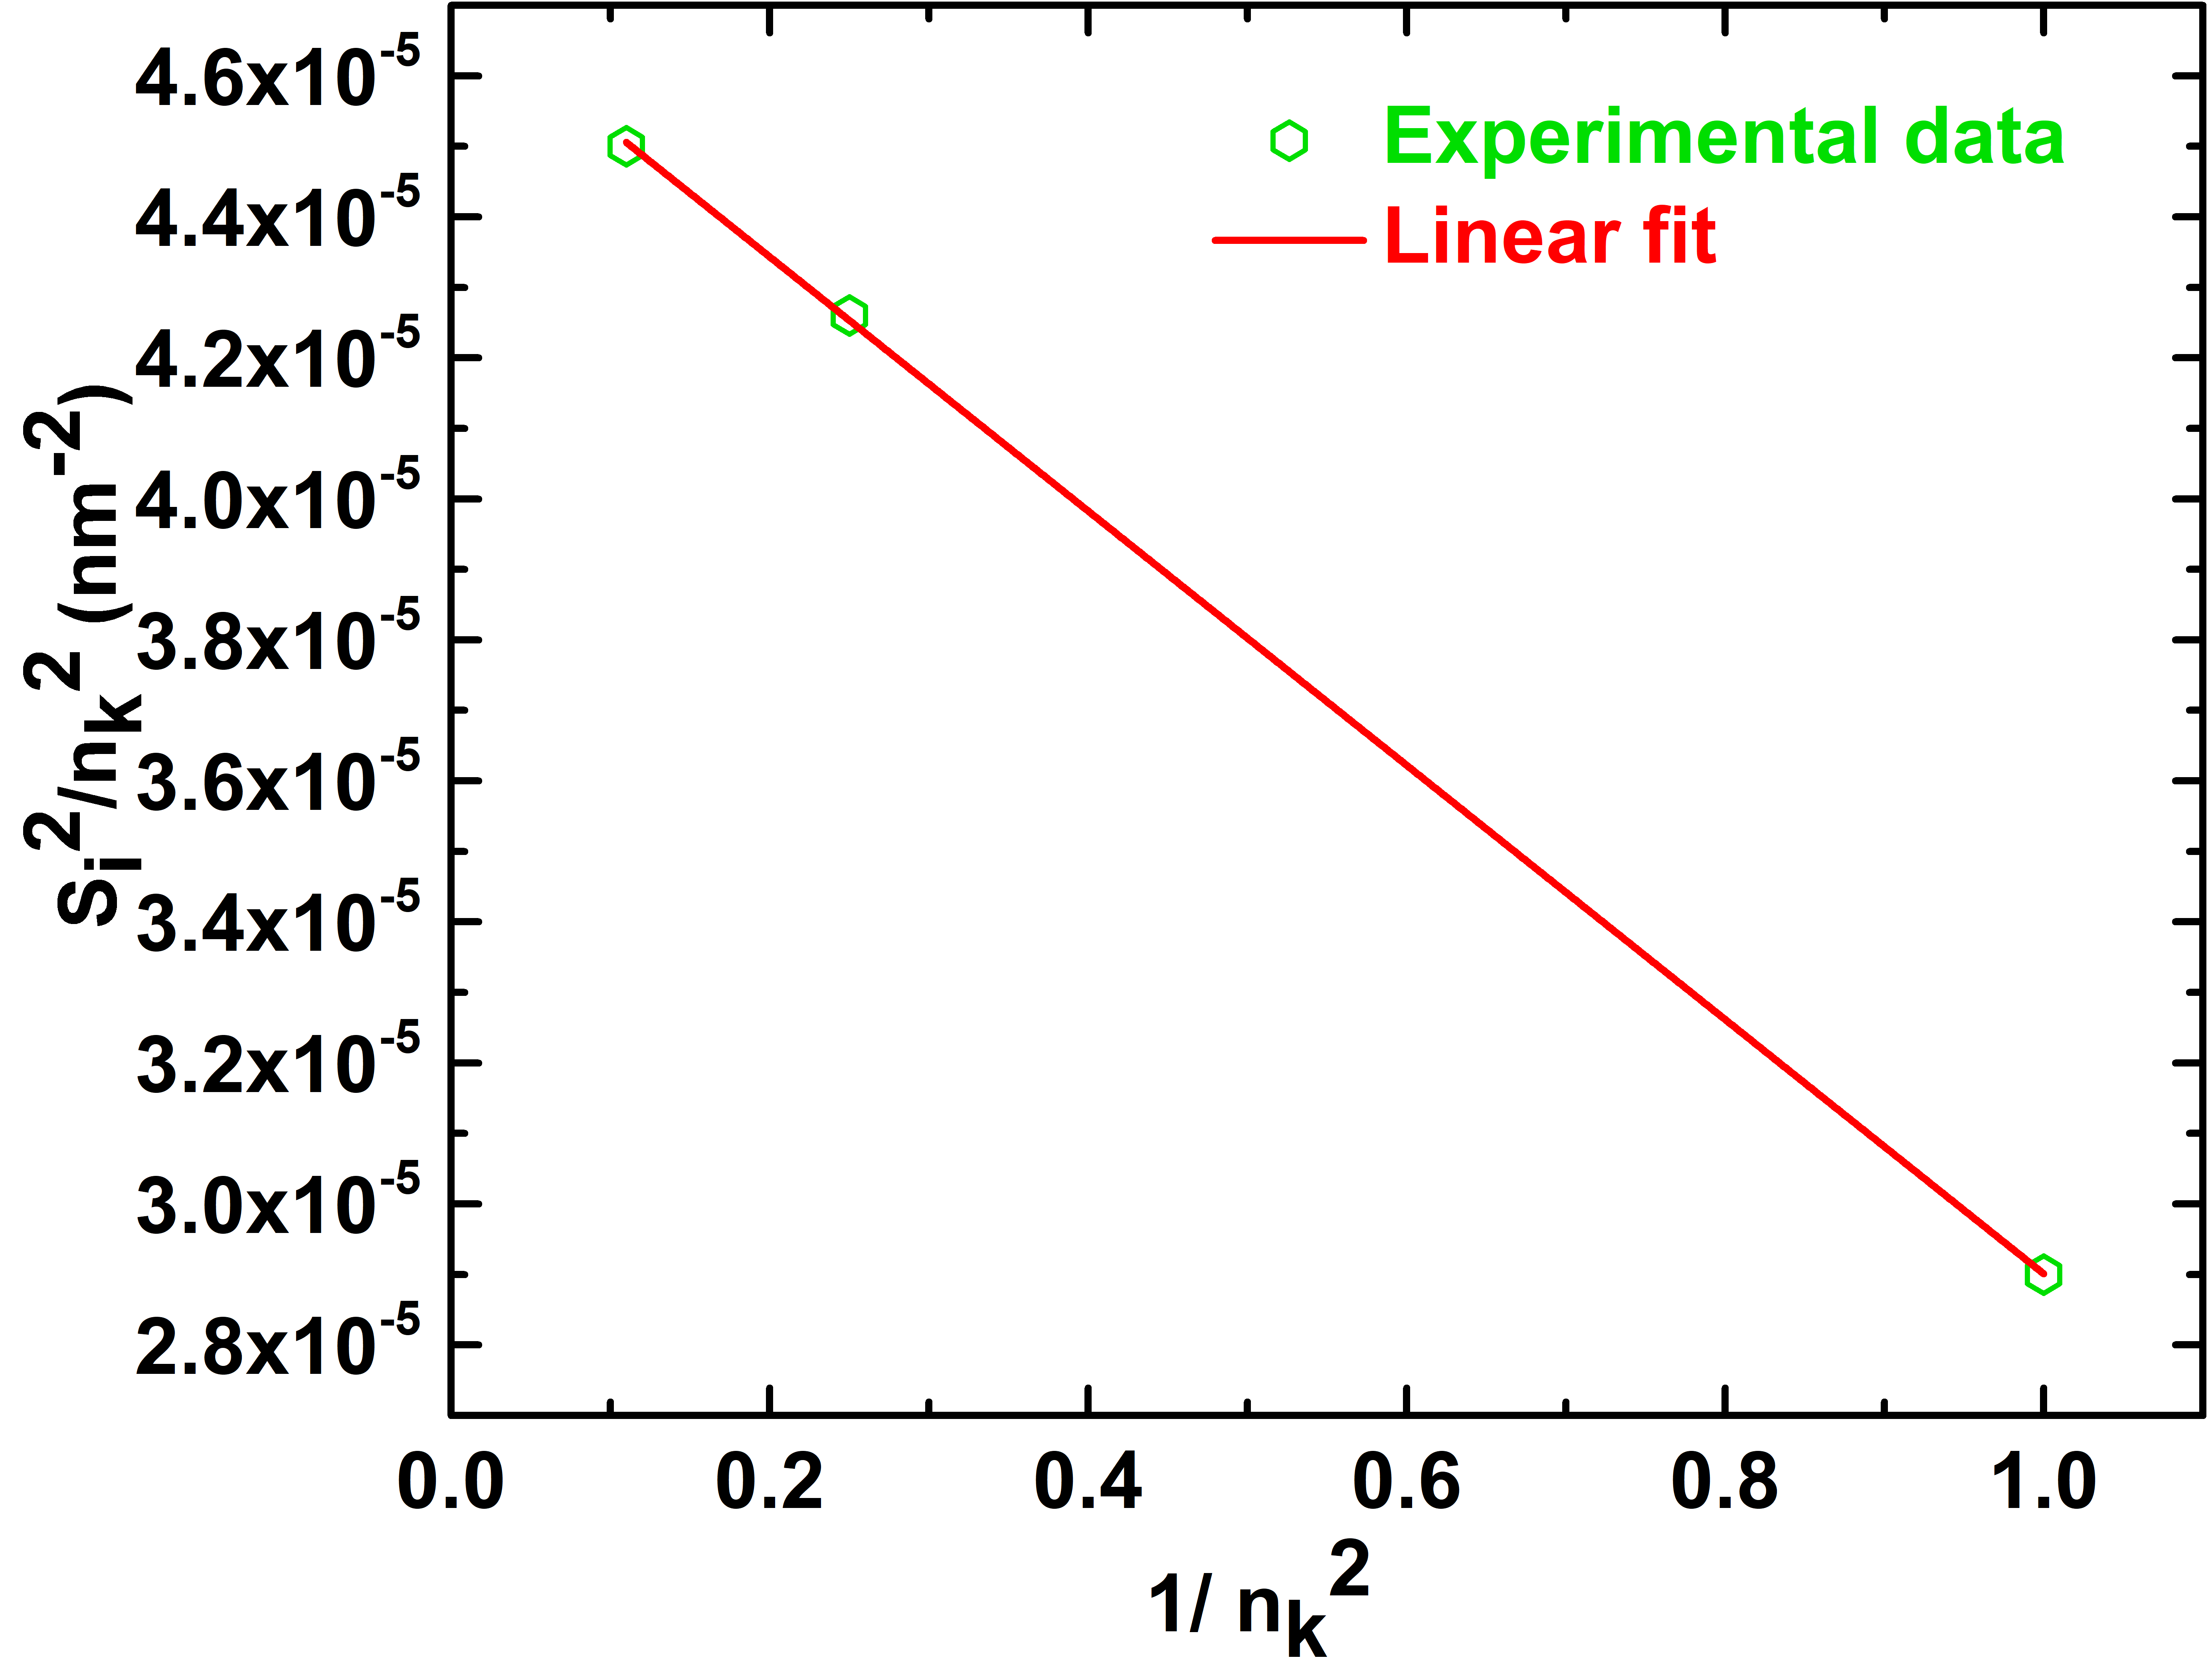 4.6x10⁻⁵
4.4x10⁻⁵
4.2x10⁻⁵
4.0x10⁻⁵
3.8x10⁻⁵
3.6x10⁻⁵
3.4x10⁻⁵
3.2x10⁻⁵
3.0x10⁻⁵
2.8x10⁻⁵
Sᵢ²/nₖ² (nm⁻²)
Experimental data
Linear fit
0.0 0.2 0.4 0.6 0.8 1.0
1/ nₖ²